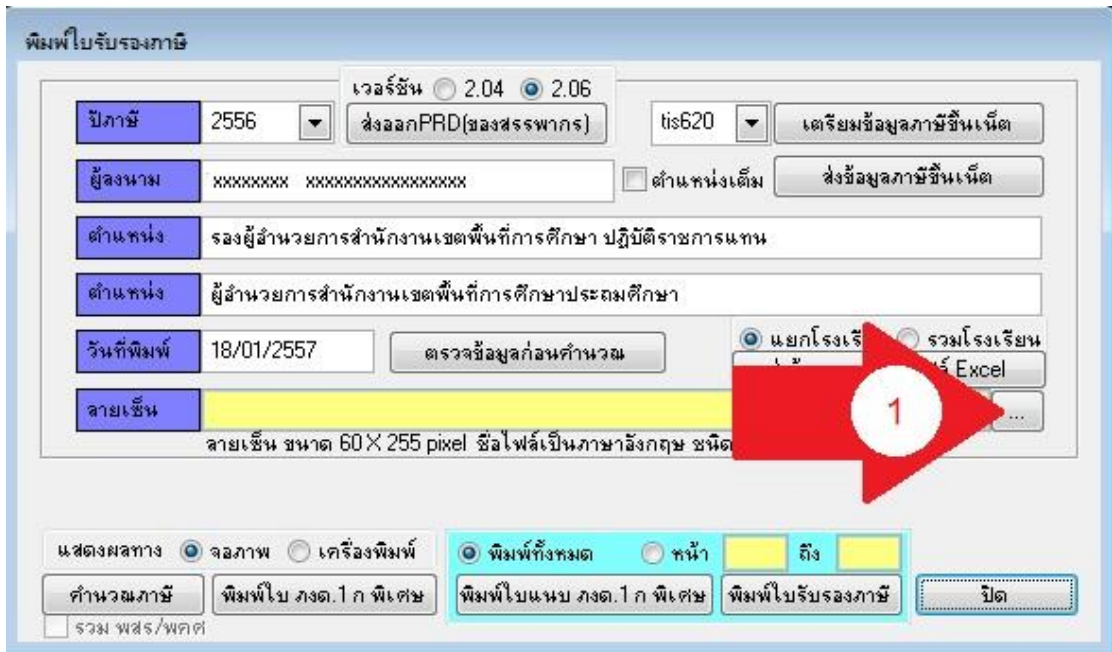 พิมพ์ใบรับรองภาษี
เวอร์ชัน 2.04 2.06
ปีภาษี 2556 ส่งออกPRD(ของสรรพากร) tis620 เตรียมข้อมูลภาษีขึ้นเน็ต
ผู้ลงนาม xxxxxxxx xxxxxxxxxxxxxxxxx ตำแหน่งเต็ม ส่งข้อมูลภาษีขึ้นเน็ต
ตำแหน่ง รองผู้อำนวยการสำนักงานเขตพื้นที่การศึกษา ปฏิบัติราชการแทน
ตำแหน่ง ผู้อำนวยการสำนักงานเขตพื้นที่การศึกษาประถมศึกษา
แยกโรงเรี รวมโรงเรียน
วันที่พิมพ์ 18/01/2557 ตรวจข้อมูลก่อนคำนวณ Excel
ลายเซ็น 1 ...
ลายเซ็น ขนาด 60X255 pixel ชื่อไฟล์เป็นภาษาอังกฤษ ชนิด
แสดงผลทาง จอภาพ เครื่องพิมพ์ พิมพ์ทั้งหมด หน้า ถึง
คำนวณภาษี พิมพ์ใบ ภงด.1 ก พิเศษ พิมพ์ใบแนบ ภงด.1 ก พิเศษ พิมพ์ใบรับรองภาษี ปิด
รวม พสร/พคศ